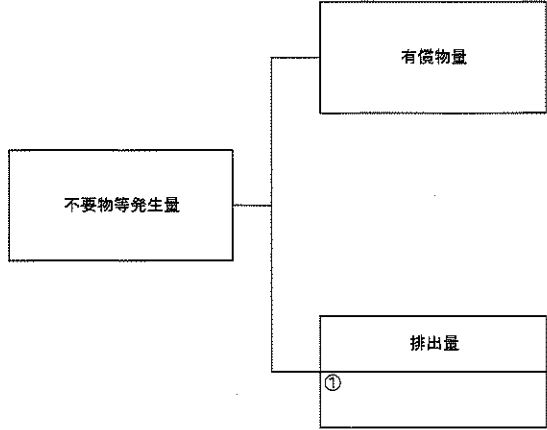 有償物量
不要物等発生量
排出量
①